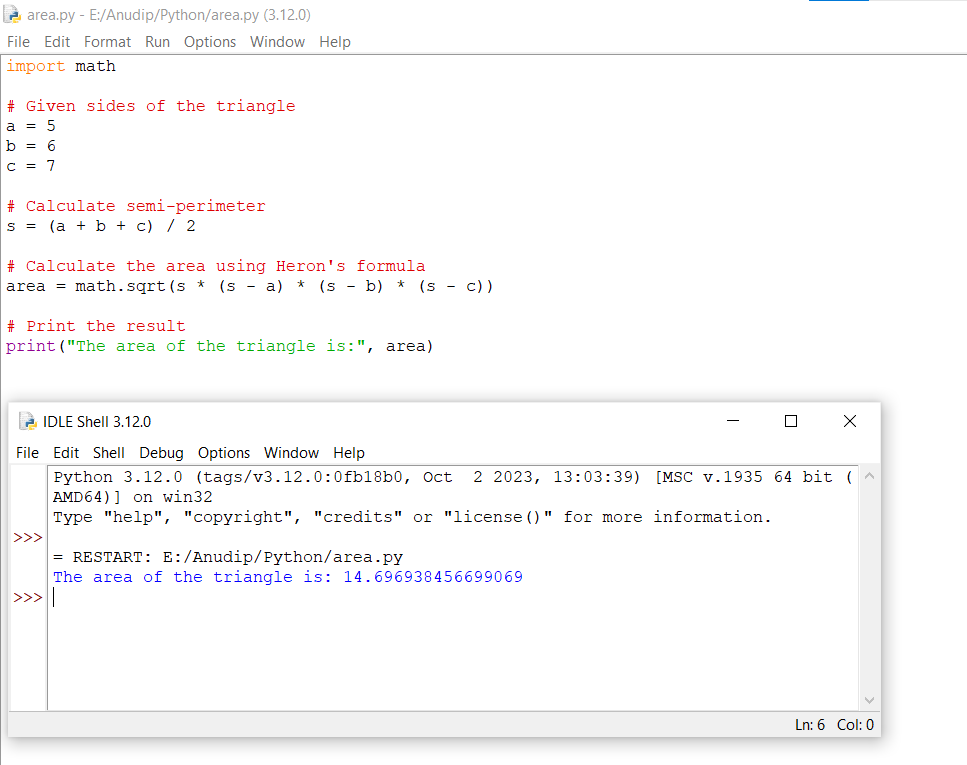 area.py - E:/Anudip/Python/area.py (3.12.0)
File Edit Format Run Options Window Help
import math
# Given sides of the triangle
a = 5
b = 6
c = 7
# Calculate semi-perimeter
s = (a + b + c) / 2
# Calculate the area using Heron's formula
area = math.sqrt(s * (s - a) * (s - b) * (s - c))
# Print the result
print("The area of the triangle is:", area)
IDLE Shell 3.12.0
File Edit Shell Debug Options Window Help
Python 3.12.0 (tags/v3.12.0:0fb18b0, Oct  2 2023, 13:03:39) [MSC v.1935 64 bit (
AMD64)] on win32
Type "help", "copyright", "credits" or "license()" for more information.
>>>
= RESTART: E:/Anudip/Python/area.py
The area of the triangle is: 14.696938456699069
>>>
Ln: 6 Col: 0